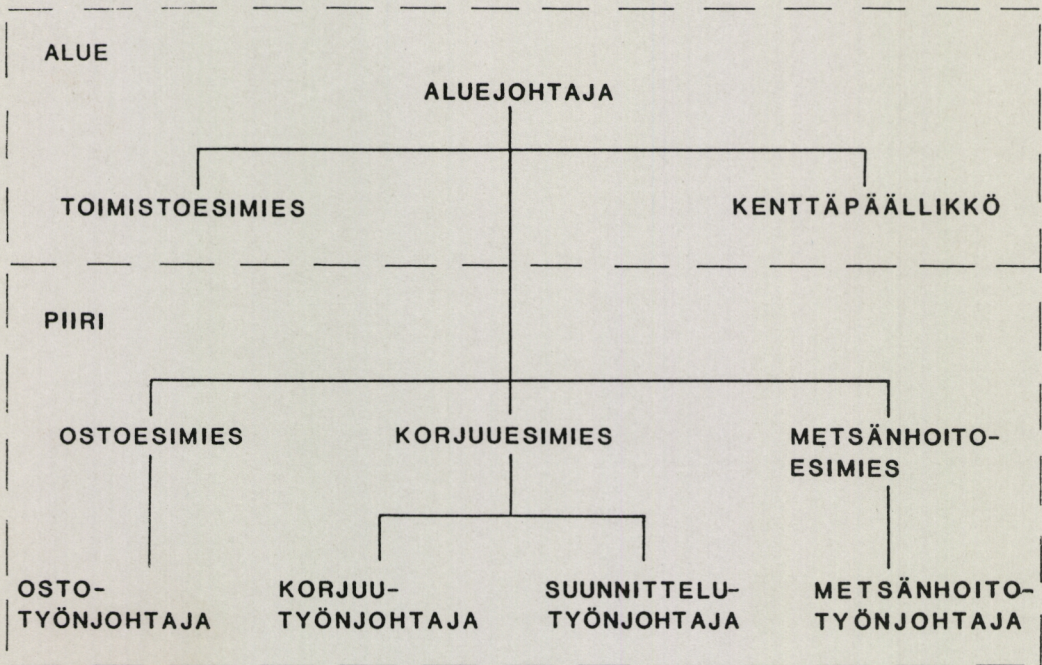 ALUE
ALUEJOHTAJA
TOIMISTOESIMIES
KENTTÄPÄÄLLIKKÖ
PIIRI
OSTOESIMIES
KORJUUESIMIES
METSÄNHOITO-
ESIMIES
OSTO-
TYÖNJOHTAJA
KORJUU-
TYÖNJOHTAJA
SUUNNITTELU-
TYÖNJOHTAJA
METSÄNHOITO-
TYÖNJOHTAJA